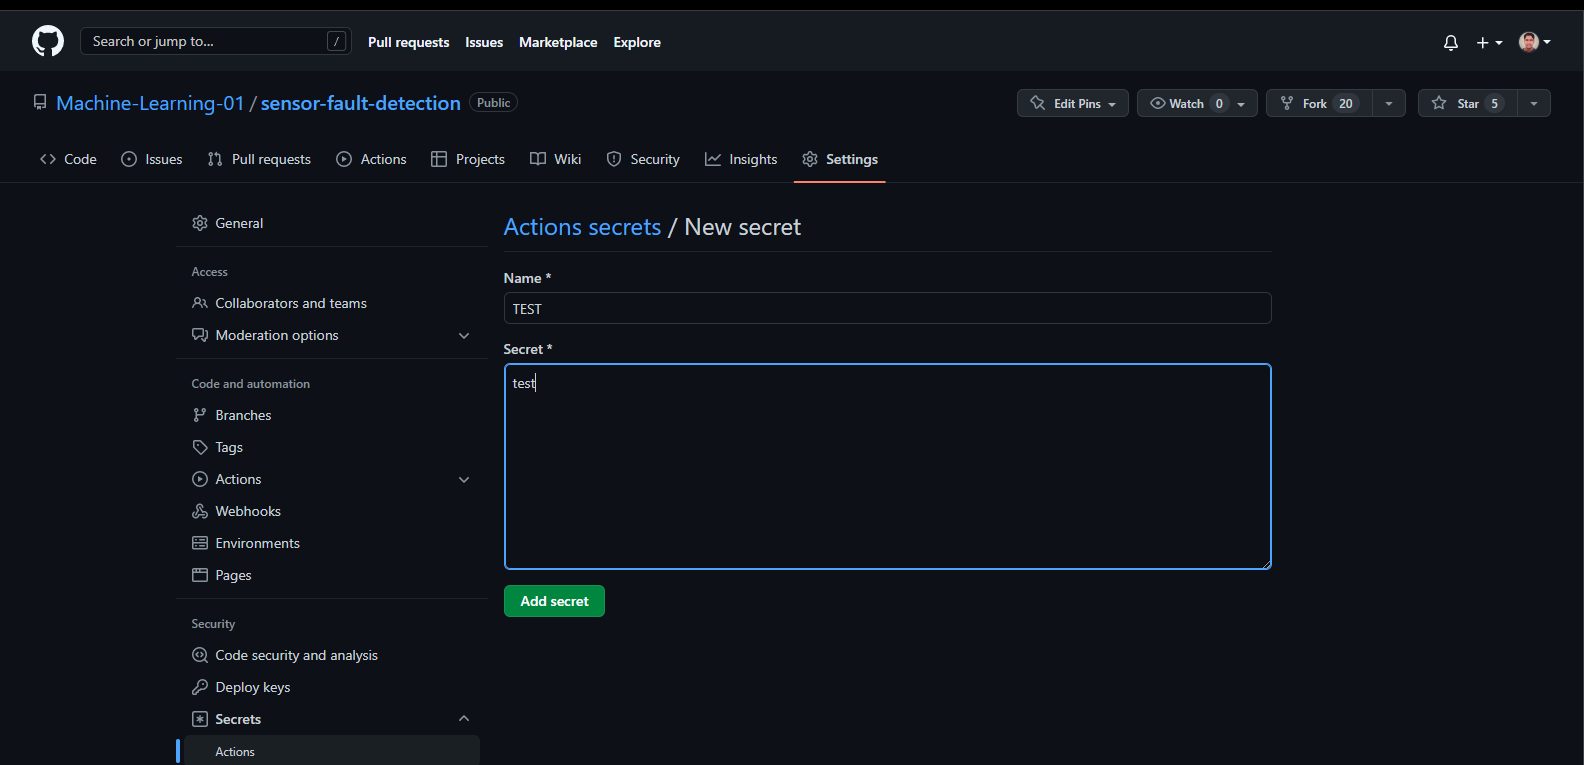 Search or jump to... /
Pull requests Issues Marketplace Explore
Machine-Learning-01 / sensor-fault-detection Public
Edit Pins Watch 0 Fork 20 Star 5
Code Issues Pull requests Actions Projects Wiki Security Insights Settings
General
Access
Collaborators and teams
Moderation options
Code and automation
Branches
Tags
Actions
Webhooks
Environments
Pages
Security
Code security and analysis
Deploy keys
Secrets
Actions
Actions secrets / New secret
Name *
TEST
Secret *
test
Add secret